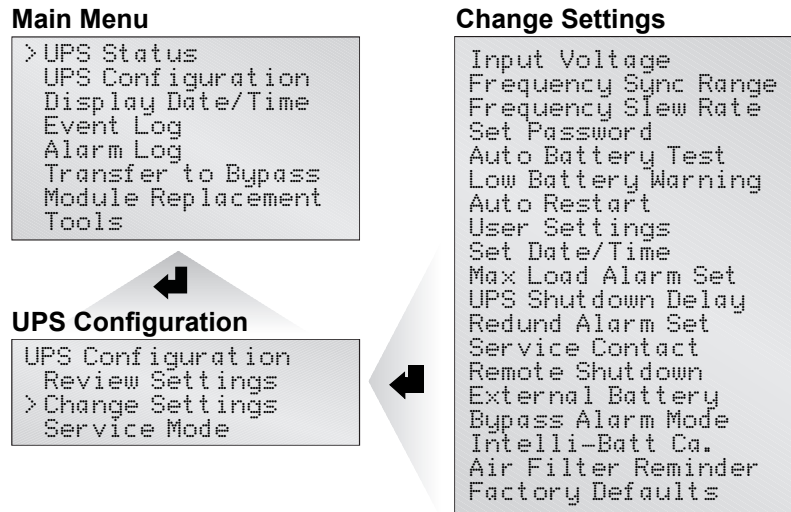 Main Menu
>UPS Status
UPS Configuration
Display Date/Time
Event Log
Alarm Log
Transfer to Bypass
Module Replacement
Tools
UPS Configuration
UPS Configuration
Review Settings
>Change Settings
Service Mode
Change Settings
Input Voltage
Frequency Sync Range
Frequency Slew Rate
Set Password
Auto Battery Test
Low Battery Warning
Auto Restart
User Settings
Set Date/Time
Max Load Alarm Set
UPS Shutdown Delay
Redund Alarm Set
Service Contact
Remote Shutdown
External Battery
Bypass Alarm Mode
Intelli-Batt Ca.
Air Filter Reminder
Factory Defaults